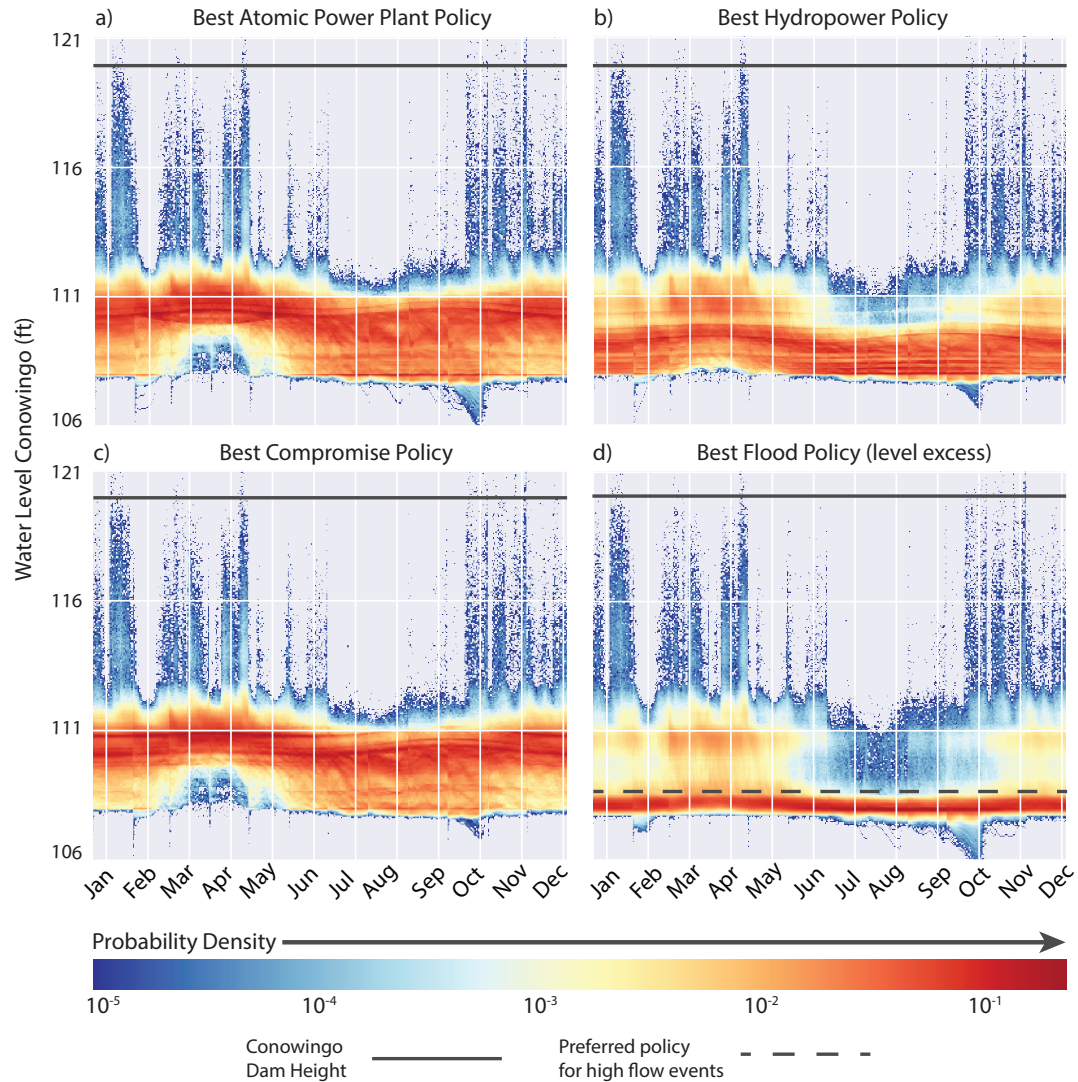 a) Best Atomic Power Plant Policy
b) Best Hydropower Policy
121
116
111
106
Water Level Conowingo (ft)
c) Best Compromise Policy
d) Best Flood Policy (level excess)
121
116
111
106
Jan Feb Mar Apr May Jun Jul Aug Sep Oct Nov Dec
Jan Feb Mar Apr May Jun Jul Aug Sep Oct Nov Dec
Probability Density
10⁻⁵ 10⁻⁴ 10⁻³ 10⁻² 10⁻¹
Conowingo
Dam Height
Preferred policy
for high flow events